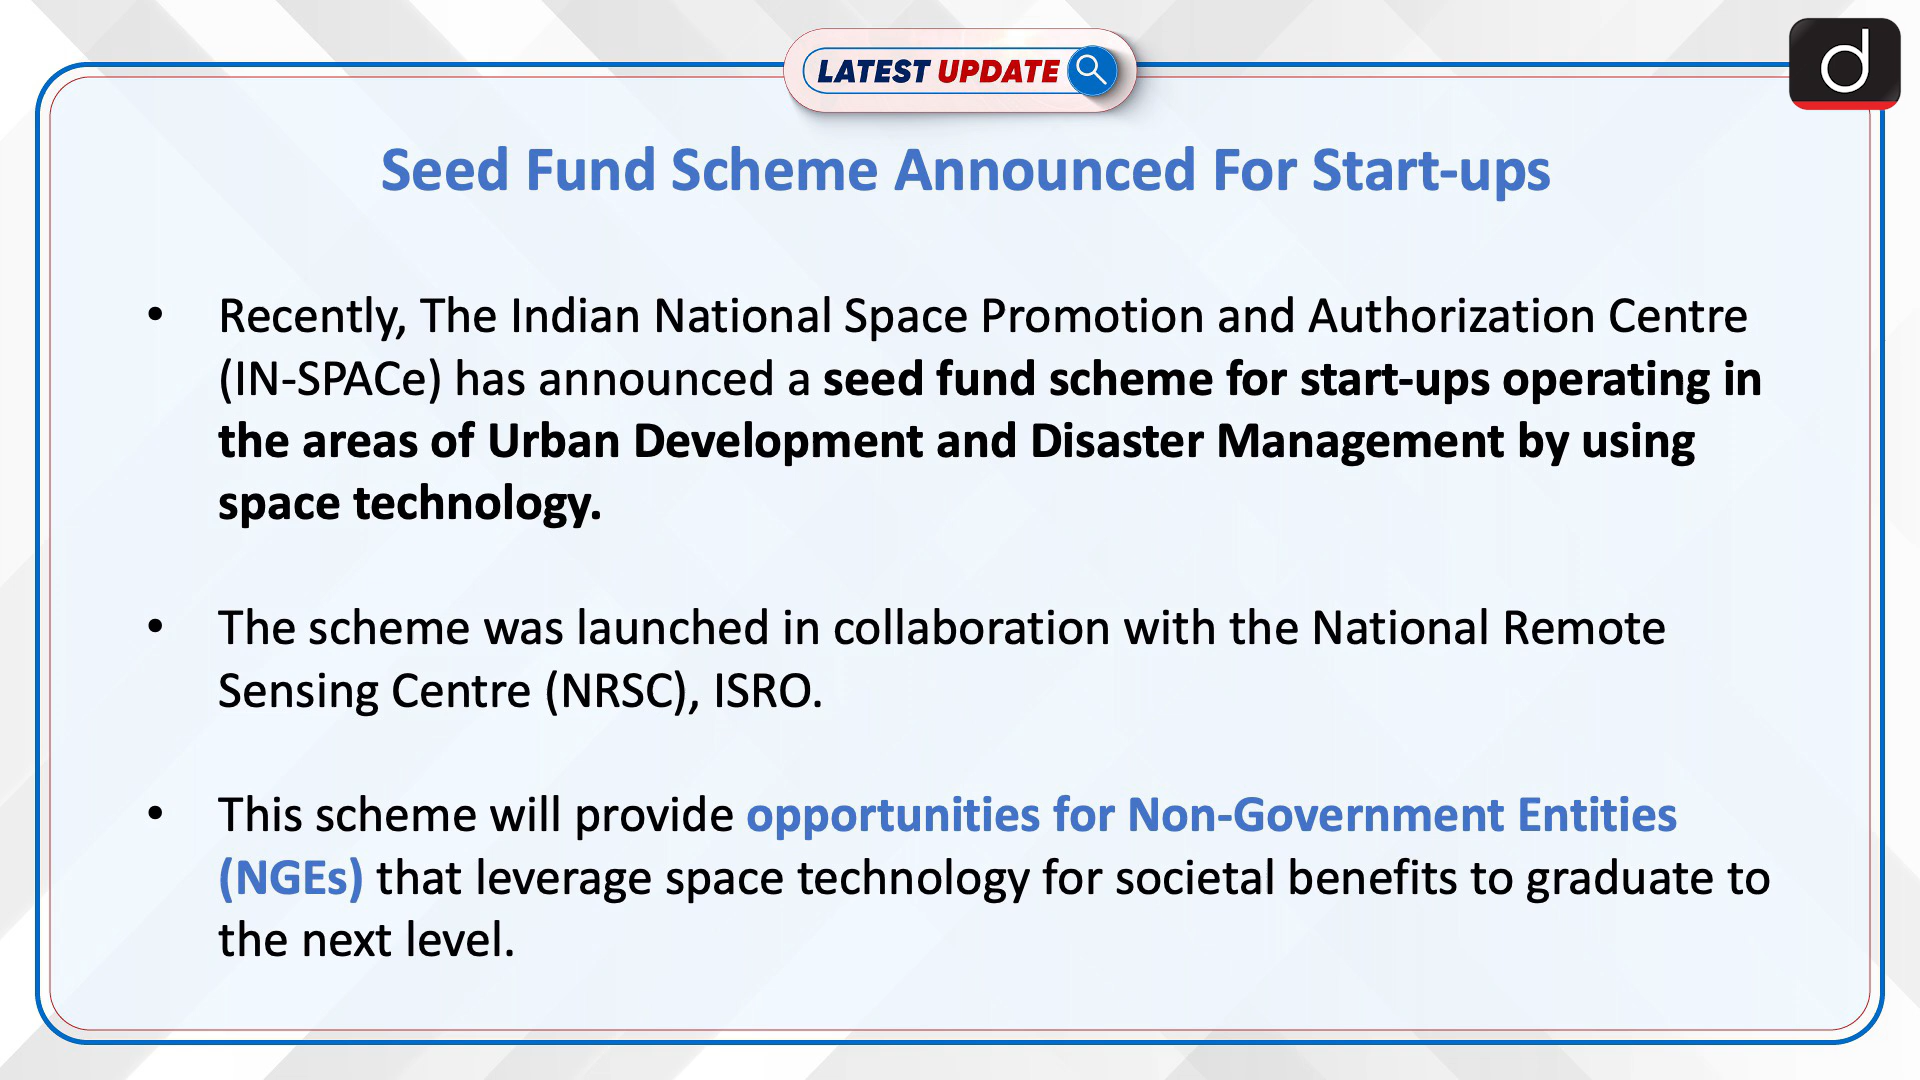 LATEST UPDATE
d
Seed Fund Scheme Announced For Start-ups
• Recently, The Indian National Space Promotion and Authorization Centre
(IN-SPACe) has announced a seed fund scheme for start-ups operating in
the areas of Urban Development and Disaster Management by using
space technology.
• The scheme was launched in collaboration with the National Remote
Sensing Centre (NRSC), ISRO.
• This scheme will provide opportunities for Non-Government Entities
(NGEs) that leverage space technology for societal benefits to graduate to
the next level.